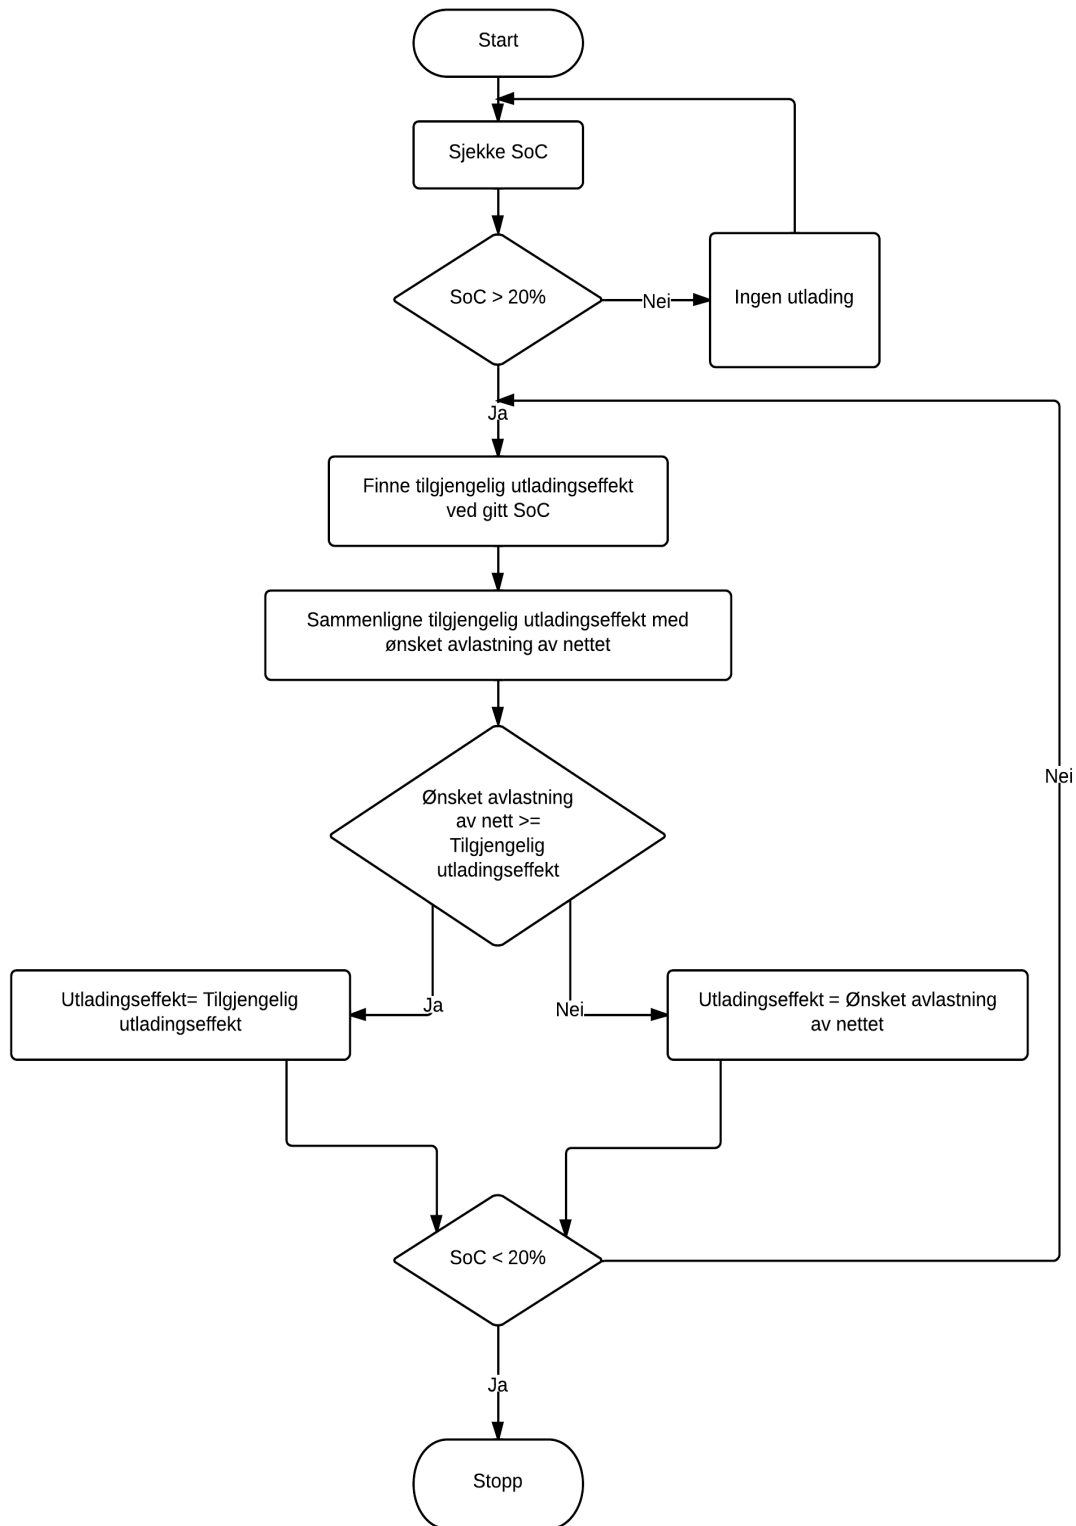 Start
Sjekke SoC
SoC > 20%
Nei
Ingen utlading
Ja
Finne tilgjengelig utladingseffekt
ved gitt SoC
Sammenligne tilgjengelig utladingseffekt med
ønsket avlastning av nettet
Nei
Ønsket avlastning
av nett >=
Tilgjengelig
utladingseffekt
Utladingseffekt= Tilgjengelig
utladingseffekt
Ja
Nei
Utladingseffekt = Ønsket avlastning
av nettet
SoC < 20%
Ja
Stopp